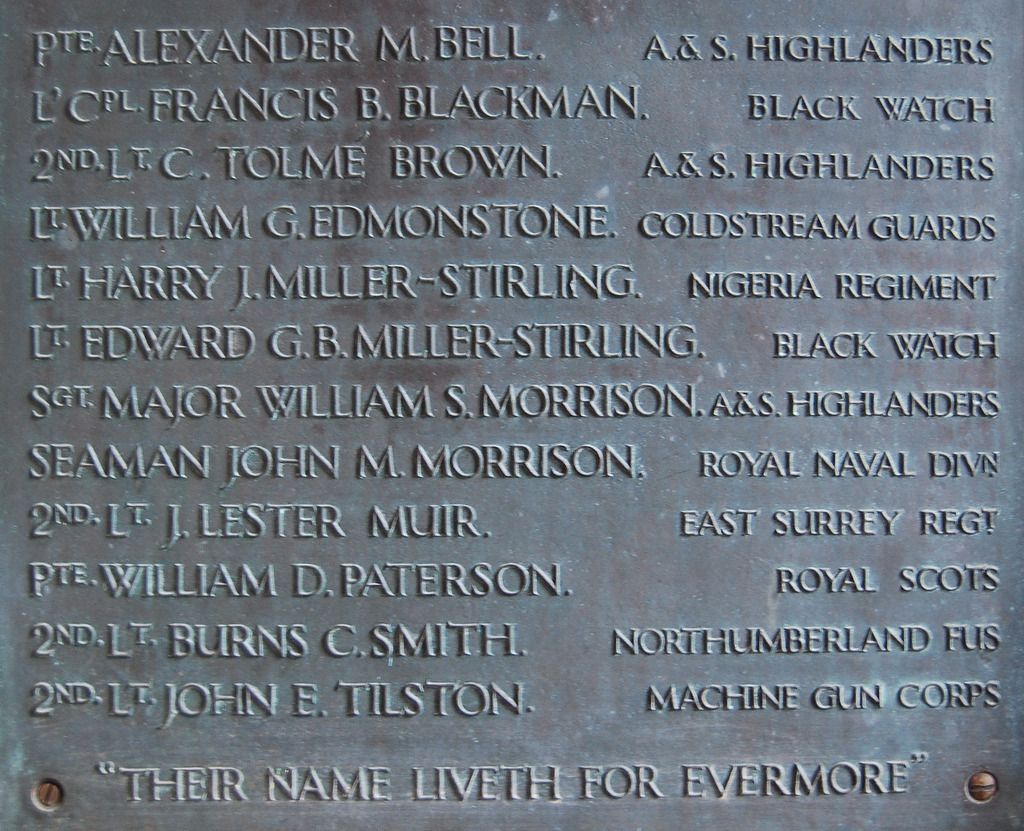 PTE. ALEXANDER M. BELL. A. & S. HIGHLANDERS
L'CPL. FRANCIS B. BLACKMAN. BLACK WATCH
2ND. LT. C. TOLMÉ BROWN. A. & S. HIGHLANDERS
LT. WILLIAM G. EDMONSTONE. COLDSTREAM GUARDS
LT. HARRY J. MILLER-STIRLING. NIGERIA REGIMENT
LT. EDWARD G. B. MILLER-STIRLING. BLACK WATCH
SGT. MAJOR WILLIAM S. MORRISON. A & S. HIGHLANDERS
SEAMAN JOHN M. MORRISON. ROYAL NAVAL DIVN
2ND. LT. J. LESTER MUIR. EAST SURREY REGT
PTE. WILLIAM D. PATERSON. ROYAL SCOTS
2ND. LT. BURNS C. SMITH. NORTHUMBERLAND FUS
2ND. LT. JOHN E. TILSTON. MACHINE GUN CORPS
"THEIR NAME LIVETH FOR EVERMORE"